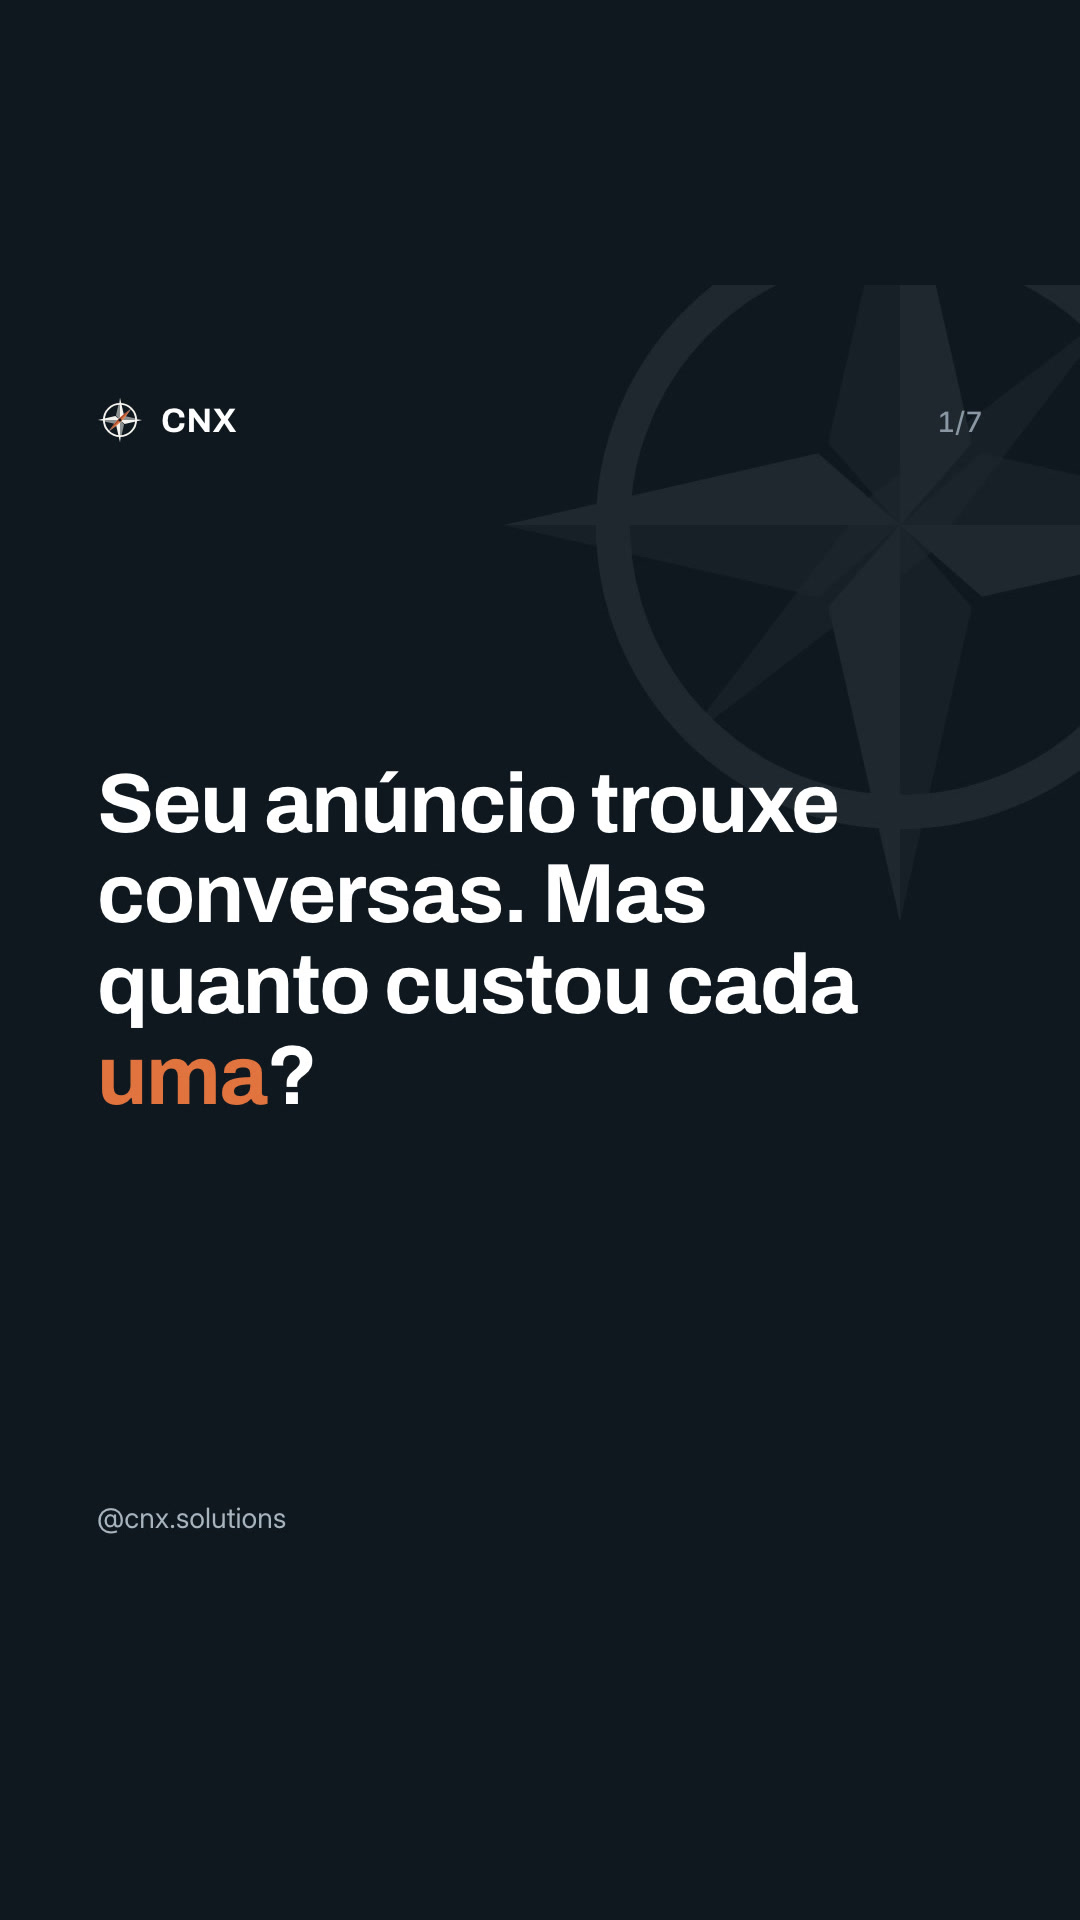 CNX
1/7
Seu anúncio trouxe
conversas. Mas
quanto custou cada
uma?
@cnx.solutions